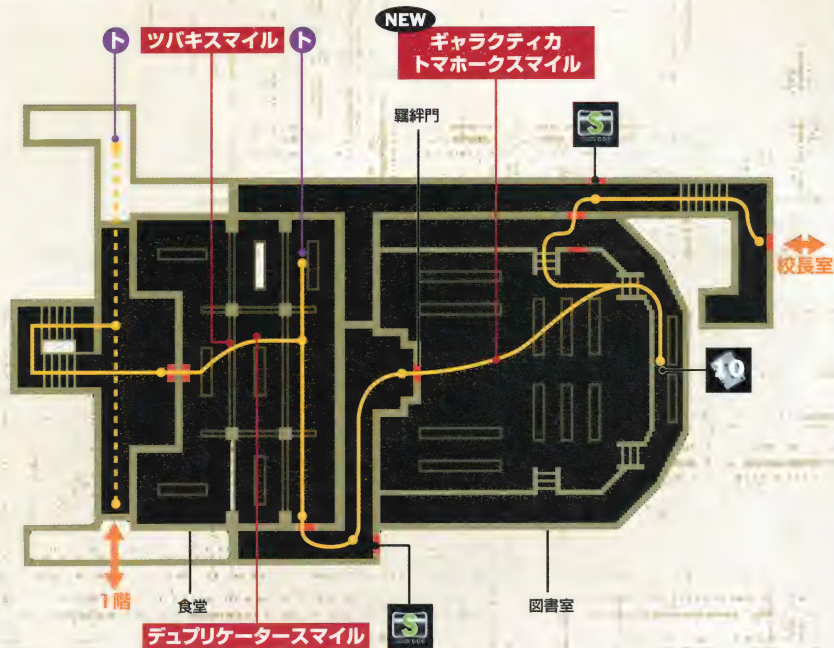 NEW
ト
ツバキスマイル
ト
ギャラクティカ
トマホークスマイル
羈絆門
S
校長室
10
1階
食堂
S
図書室
デュプリケータースマイル